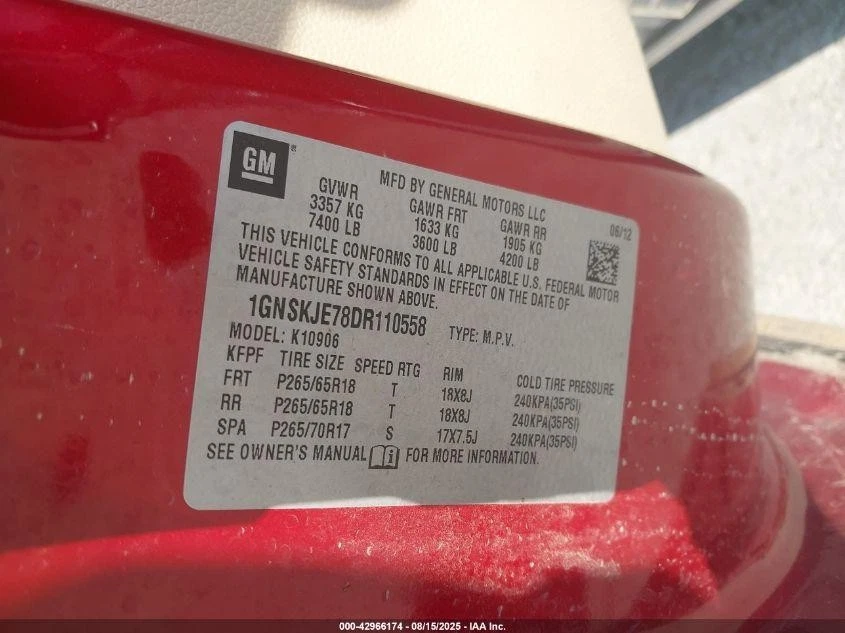 GM
®
MFD BY GENERAL MOTORS LLC
06/12
GVWR GAWR FRT GAWR RR
3357 KG 1633 KG 1905 KG
7400 LB 3600 LB 4200 LB
THIS VEHICLE CONFORMS TO ALL APPLICABLE U.S. FEDERAL MOTOR
VEHICLE SAFETY STANDARDS IN EFFECT ON THE DATE OF
MANUFACTURE SHOWN ABOVE.
1GNSKJE78DR110558 TYPE: M.P.V.
MODEL: K10906
KFPF TIRE SIZE SPEED RTG RIM COLD TIRE PRESSURE
FRT P265/65R18 T 18X8J 240KPA(35PSI)
RR P265/65R18 T 18X8J 240KPA(35PSI)
SPA P265/70R17 S 17X7.5J 240KPA(35PSI)
SEE OWNER'S MANUAL FOR MORE INFORMATION.
000-42966174 - 08/15/2025 - IAA Inc.